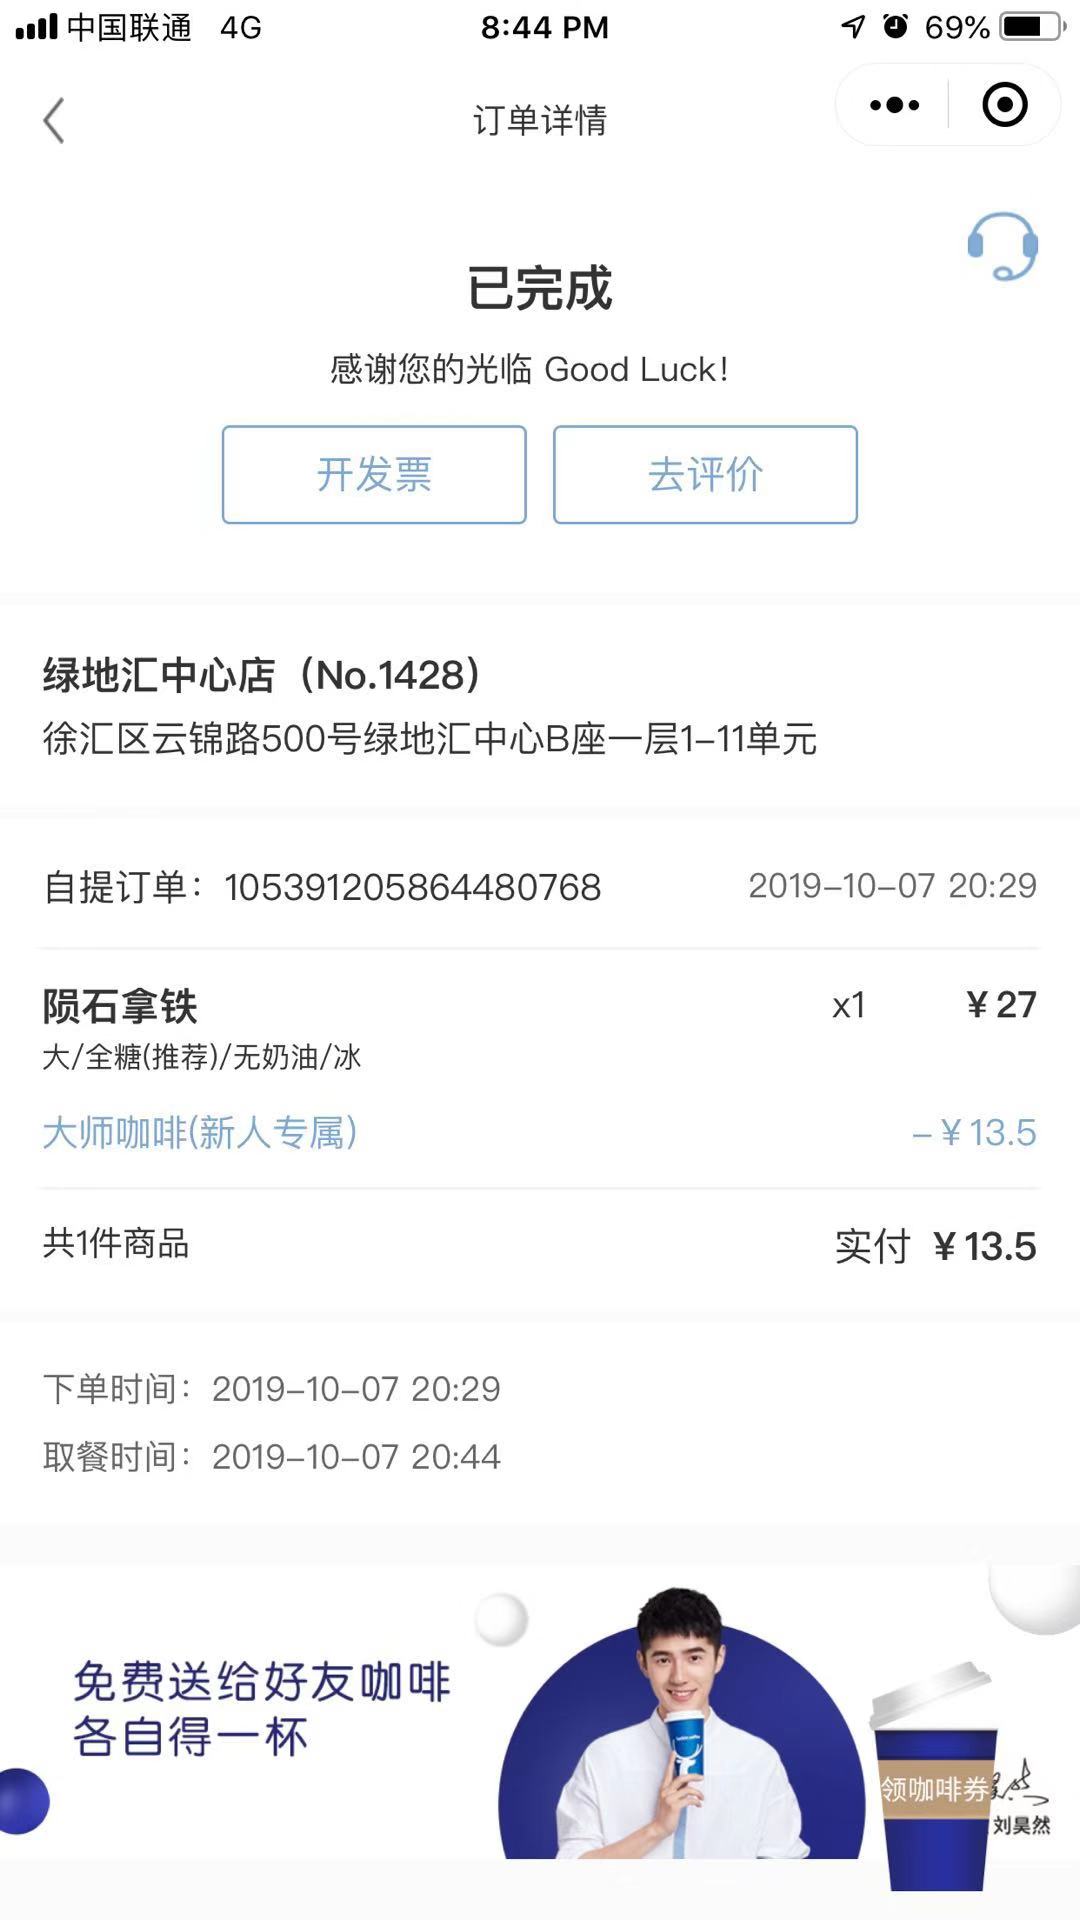 中国联通 4G 8:44 PM 69%
订单详情
已完成
感谢您的光临 Good Luck!
开发票 去评价
绿地汇中心店（No.1428）
徐汇区云锦路500号绿地汇中心B座一层1-11单元
自提订单：105391205864480768 2019-10-07 20:29
陨石拿铁 x1 ¥27
大/全糖(推荐)/无奶油/冰
大师咖啡(新人专属) -¥13.5
共1件商品 实付 ¥13.5
下单时间：2019-10-07 20:29
取餐时间：2019-10-07 20:44
免费送给好友咖啡
各自得一杯
领咖啡券
刘昊然